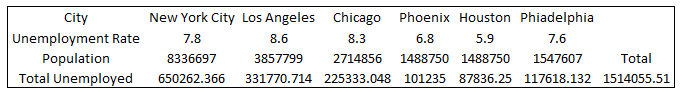 City New York City Los Angeles Chicago Phoenix Houston Phiadelphia
Unemployment Rate 7.8 8.6 8.3 6.8 5.9 7.6
Population 8336697 3857799 2714856 1488750 1488750 1547607 Total
Total Unemployed 650262.366 331770.714 225333.048 101235 87836.25 117618.132 1514055.51